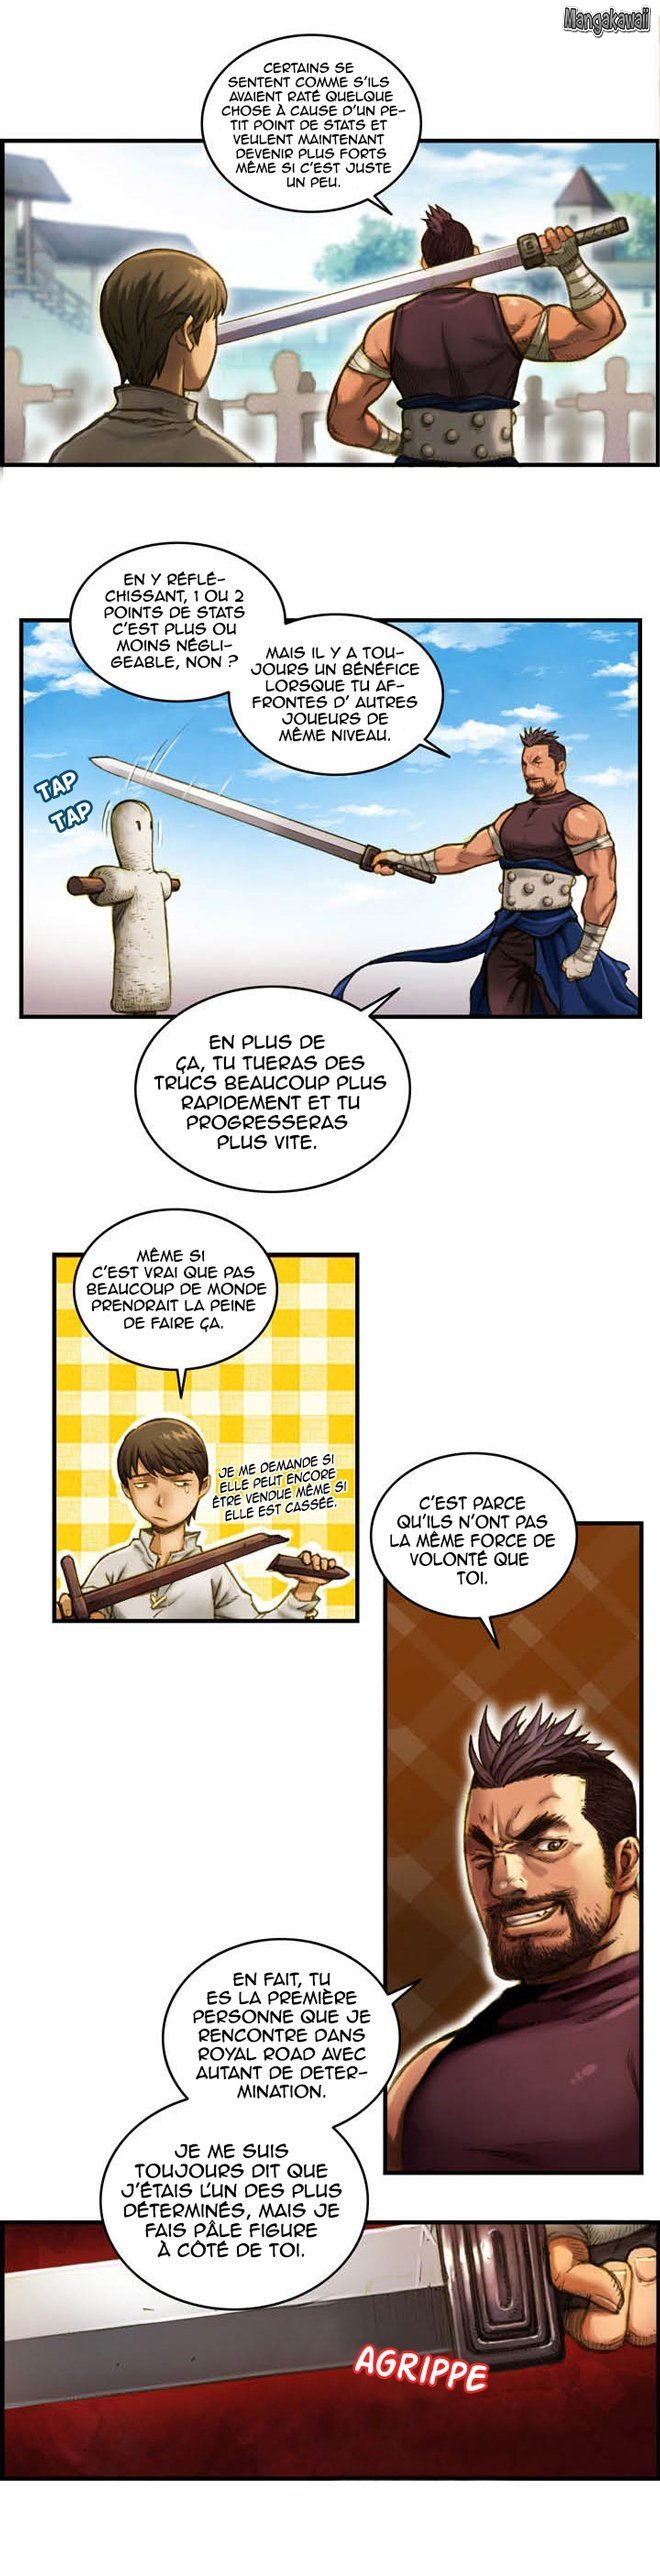 Mangakawaii
CERTAINS SE
SENTENT COMME S'ILS
AVAIENT RATÉ QUELQUE
CHOSE À CAUSE D'UN PE-
TIT POINT DE STATS ET
VEULENT MAINTENANT
DEVENIR PLUS FORTS
MÊME SI C'EST JUSTE
UN PEU.
EN Y RÉFLÉ-
CHISSANT, 1 OU 2
POINTS DE STATS
C'EST PLUS OU
MOINS NÉGLI-
GEABLE, NON ?
MAIS IL Y A TOU-
JOURS UN BÉNÉFICE
LORSQUE TU AF-
FRONTES D' AUTRES
JOUEURS DE
MÊME NIVEAU.
TAP
TAP
EN PLUS DE
ÇA, TU TUERAS DES
TRUCS BEAUCOUP PLUS
RAPIDEMENT ET TU
PROGRESSERAS
PLUS VITE.
MÊME SI
C'EST VRAI QUE PAS
BEAUCOUP DE MONDE
PRENDRAIT LA PEINE
DE FAIRE ÇA.
JE ME DEMANDE SI
ELLE PEUT ENCORE
ÊTRE VENDUE MÊME SI
ELLE EST CASSÉE.
C'EST PARCE
QU'ILS N'ONT PAS
LA MÊME FORCE DE
VOLONTÉ QUE
TOI.
EN FAIT, TU
ES LA PREMIÈRE
PERSONNE QUE JE
RENCONTRE DANS
ROYAL ROAD AVEC
AUTANT DE DETER-
MINATION.
JE ME SUIS
TOUJOURS DIT QUE
J'ÉTAIS L'UN DES PLUS
DÉTERMINÉS, MAIS JE
FAIS PÂLE FIGURE
À CÔTÉ DE TOI.
AGRIPPE